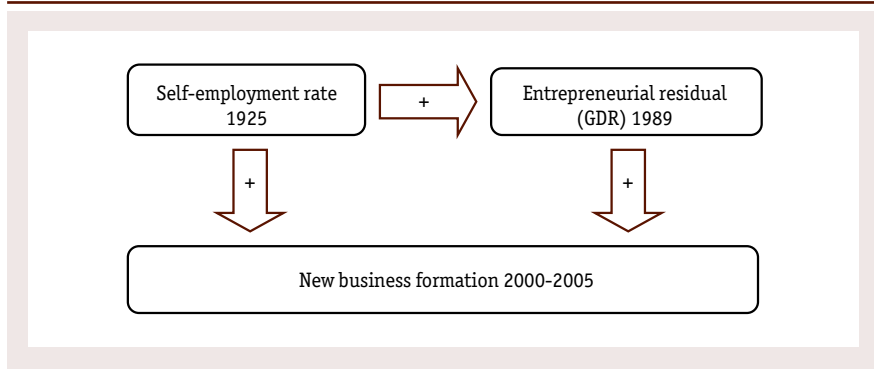 Self-employment rate
1925
+
Entrepreneurial residual
(GDR) 1989
+
+
New business formation 2000-2005